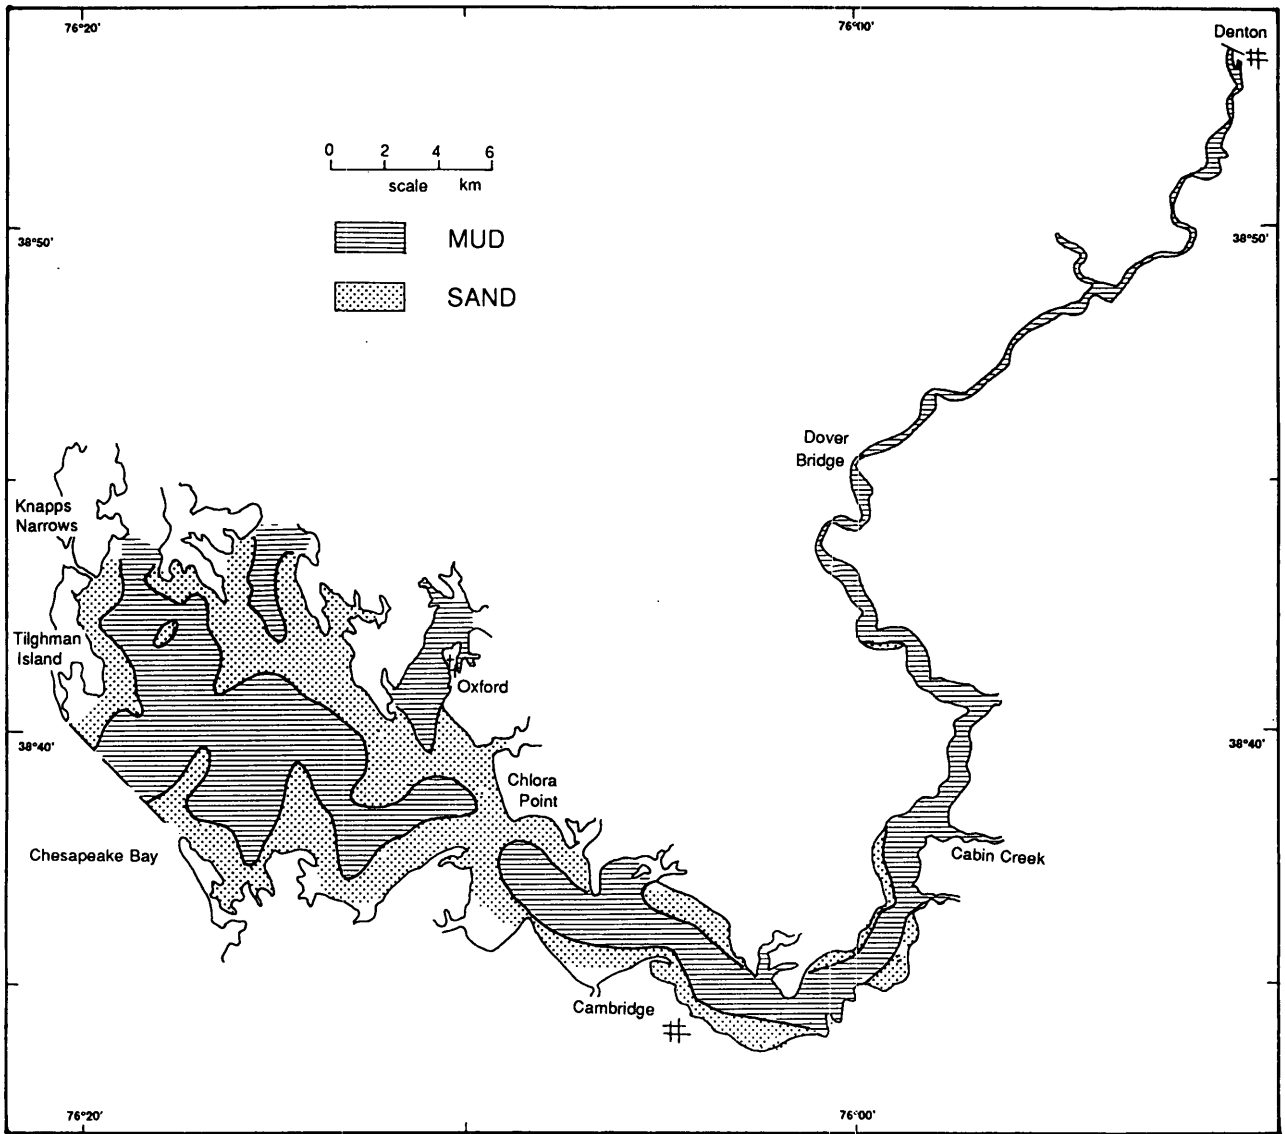 76°20'
76°00'
Denton
0 2 4 6
scale km
MUD
38°50'
38°50'
SAND
Dover
Bridge
Knapps
Narrows
Tilghman
Island
Oxford
38°40'
38°40'
Chlora
Point
Chesapeake Bay
Cabin Creek
Cambridge
76°20'
76°00'